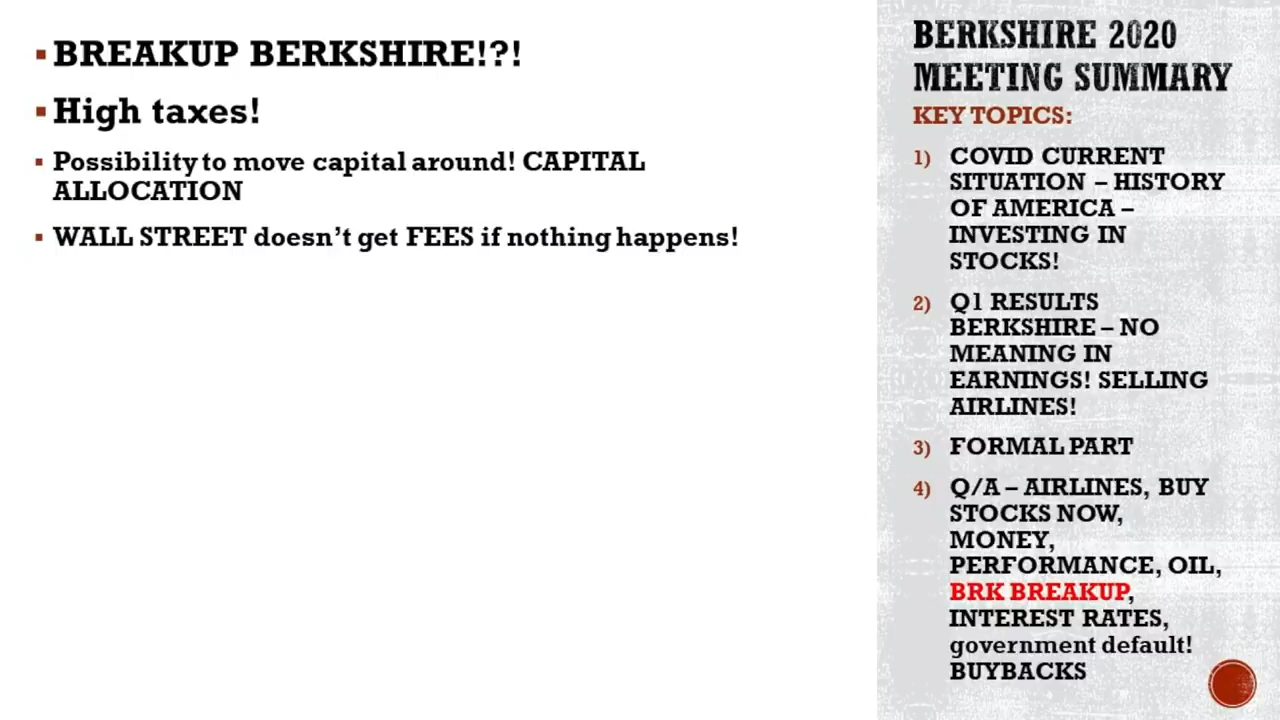 BREAKUP BERKSHIRE!?!
High taxes!
Possibility to move capital around! CAPITAL
ALLOCATION
WALL STREET doesn't get FEES if nothing happens!
BERKSHIRE 2020
MEETING SUMMARY
KEY TOPICS:
1) COVID CURRENT
SITUATION – HISTORY
OF AMERICA –
INVESTING IN
STOCKS!
2) Q1 RESULTS
BERKSHIRE – NO
MEANING IN
EARNINGS! SELLING
AIRLINES!
3) FORMAL PART
4) Q/A – AIRLINES, BUY
STOCKS NOW,
MONEY,
PERFORMANCE, OIL,
BRK BREAKUP,
INTEREST RATES,
government default!
BUYBACKS